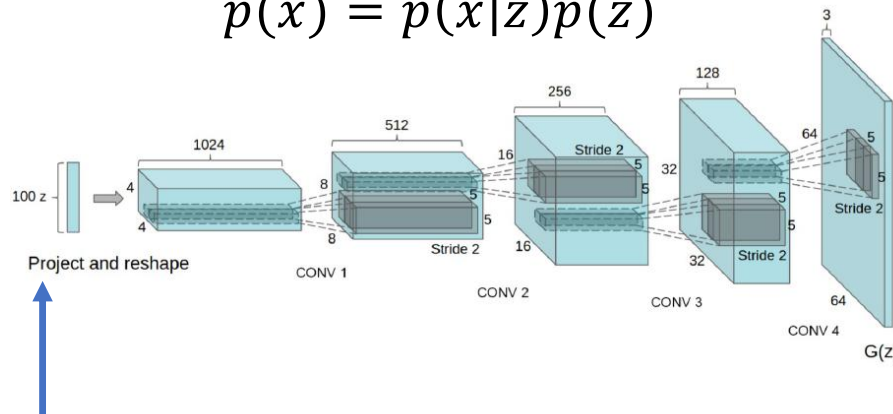 p(x) = p(x|z)p(z)
100 z
Project and reshape
1024
4
4
CONV 1
512
8
8
5
5
Stride 2
CONV 2
256
16
16
Stride 2
5
5
CONV 3
128
32
32
5
5
Stride 2
CONV 4
3
64
64
5
5
Stride 2
G(z